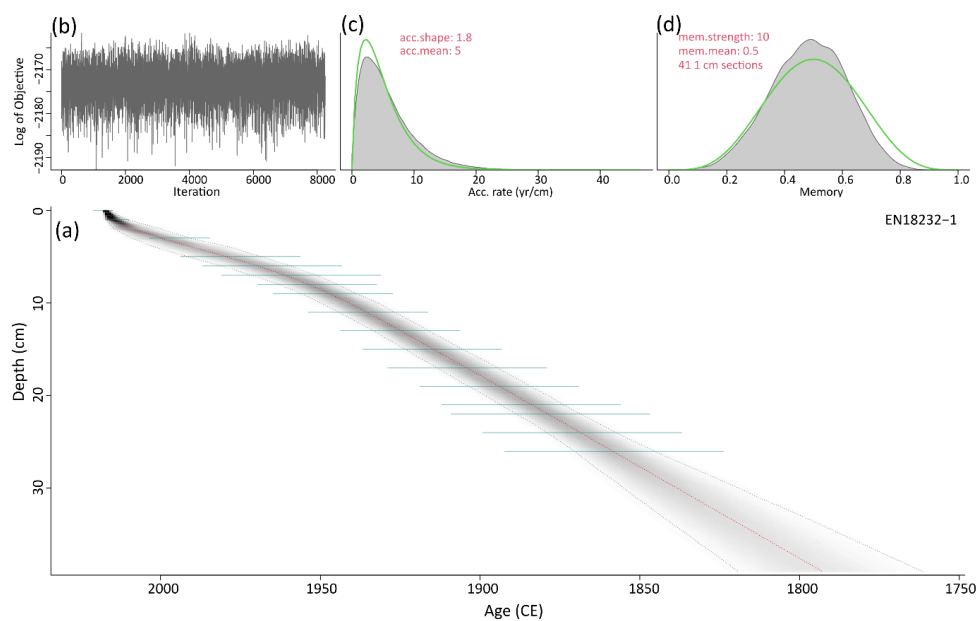 (b)
Log of Objective
−2170
−2180
−2190
0 2000 4000 6000 8000
Iteration
(c)
acc.shape: 1.8
acc.mean: 5
0 10 20 30 40
Acc. rate (yr/cm)
(d)
mem.strength: 10
mem.mean: 0.5
41 1 cm sections
0.0 0.2 0.4 0.6 0.8 1.0
Memory
(a)
EN18232−1
Depth (cm)
0
10
20
30
2000 1950 1900 1850 1800 1750
Age (CE)